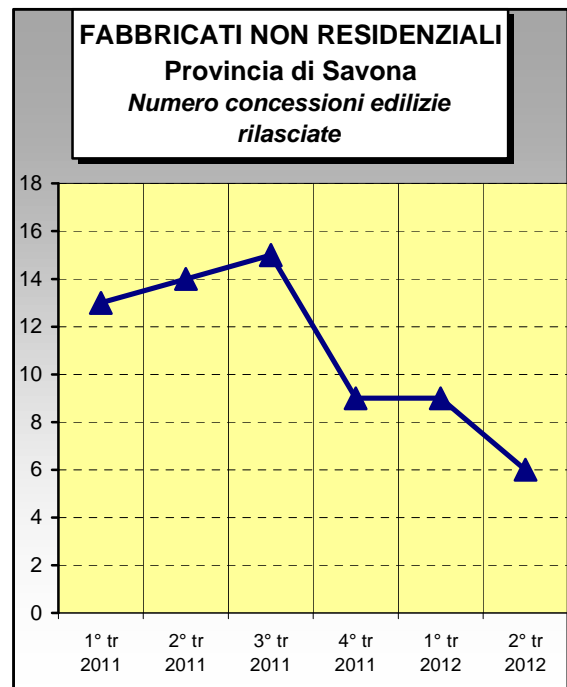 FABBRICATI NON RESIDENZIALI
Provincia di Savona
Numero concessioni edilizie
rilasciate
18
16
14
12
10
8
6
4
2
0
1° tr 2° tr 3° tr 4° tr 1° tr 2° tr
2011 2011 2011 2011 2012 2012